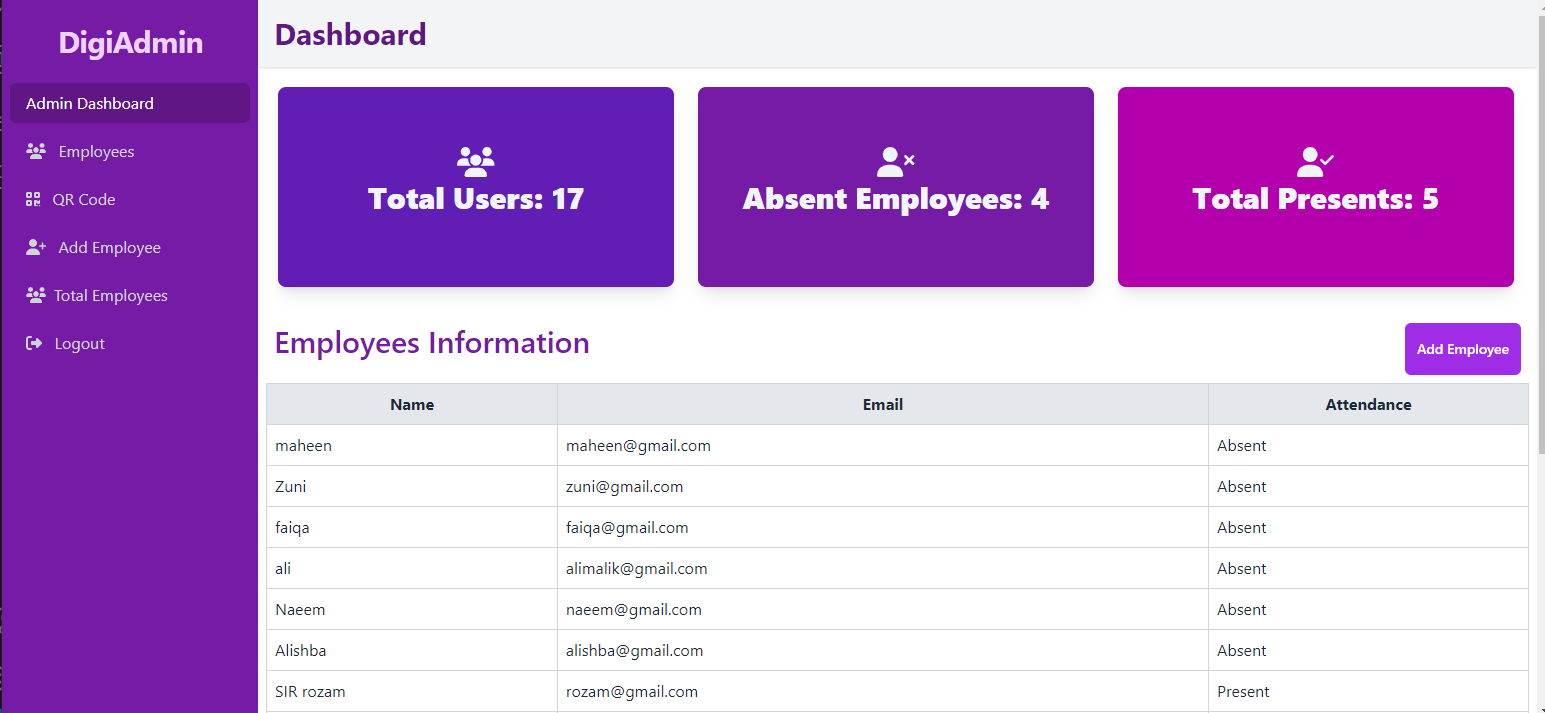 DigiAdmin
Admin Dashboard
Employees
QR Code
Add Employee
Total Employees
Logout
Dashboard
Total Users: 17
Absent Employees: 4
Total Presents: 5
Employees Information
Add Employee
Name Email Attendance
maheen maheen@gmail.com Absent
Zuni zuni@gmail.com Absent
faiqa faiqa@gmail.com Absent
ali alimalik@gmail.com Absent
Naeem naeem@gmail.com Absent
Alishba alishba@gmail.com Absent
SIR rozam rozam@gmail.com Present